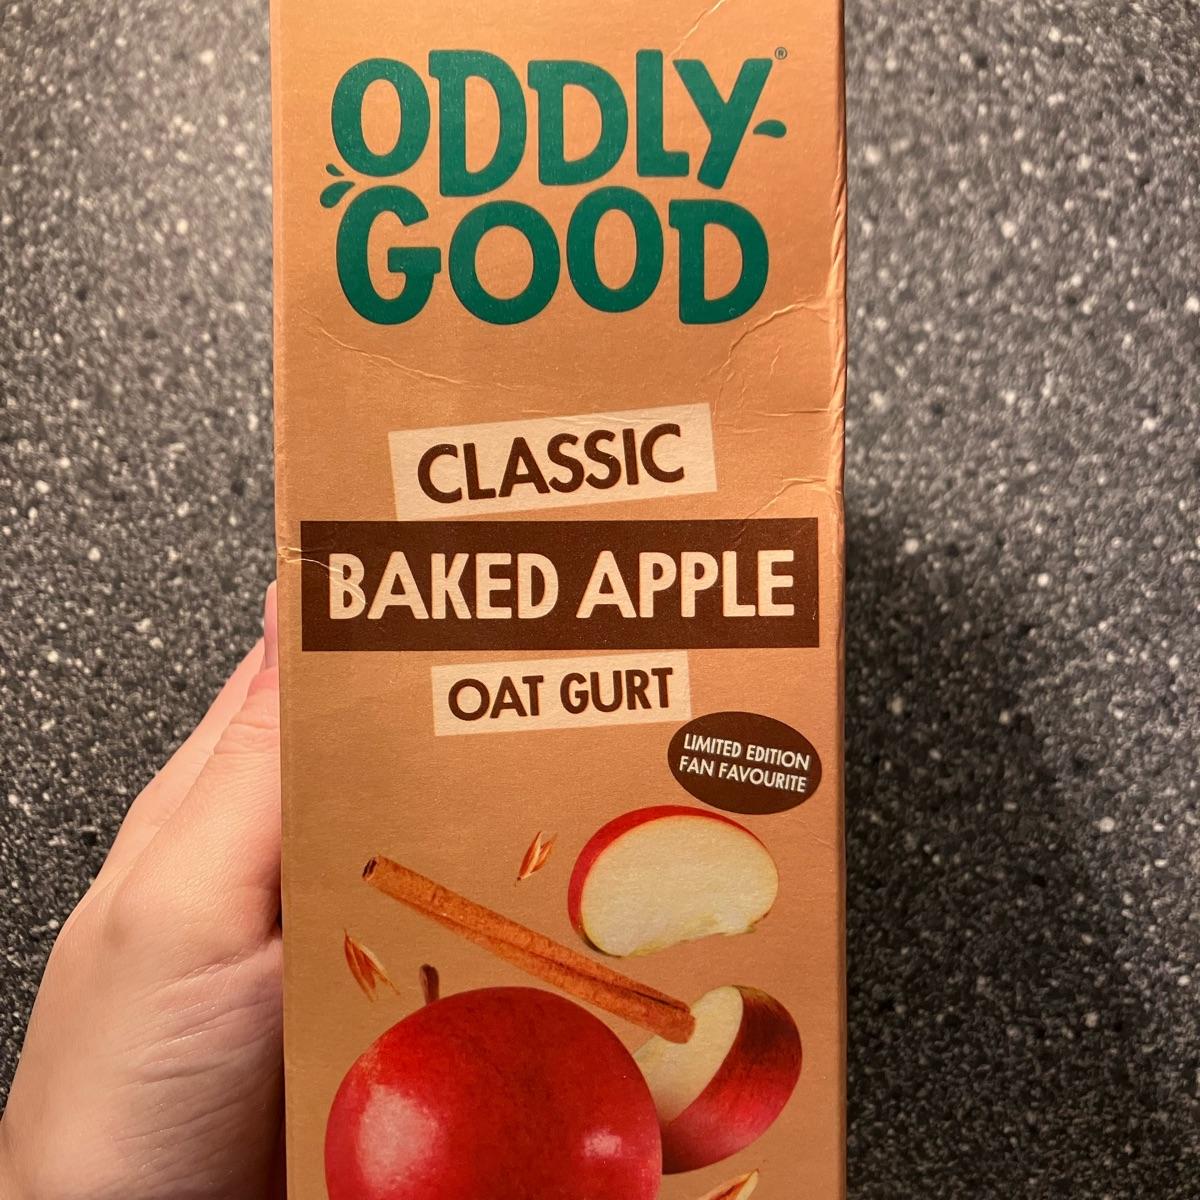 ODDLY
GOOD
®
CLASSIC
BAKED APPLE
OAT GURT
LIMITED EDITION
FAN FAVOURITE